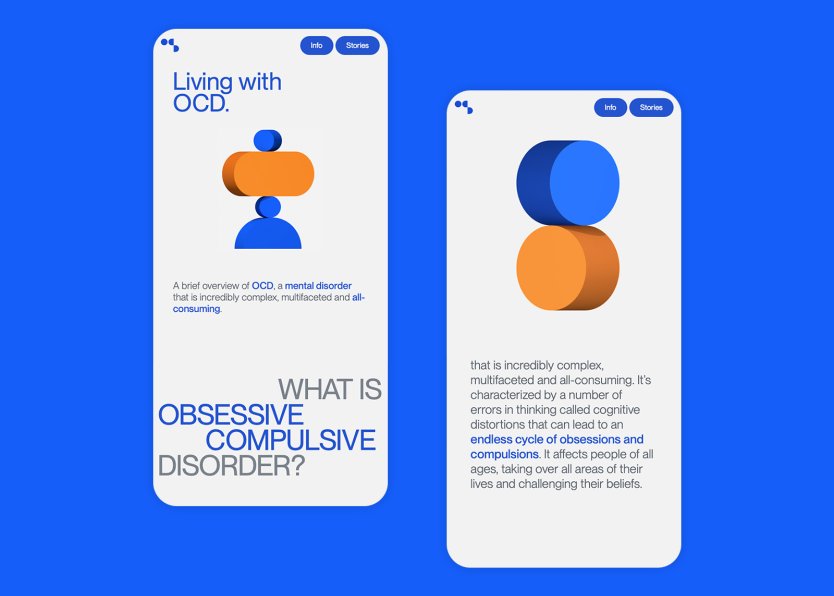 Info
Stories
Living with
OCD.
A brief overview of OCD, a mental disorder
that is incredibly complex, multifaceted and all-
consuming.
WHAT IS
OBSESSIVE
COMPULSIVE
DISORDER?
Info
Stories
that is incredibly complex,
multifaceted and all-consuming. It's
characterized by a number of
errors in thinking called cognitive
distortions that can lead to an
endless cycle of obsessions and
compulsions. It affects people of all
ages, taking over all areas of their
lives and challenging their beliefs.